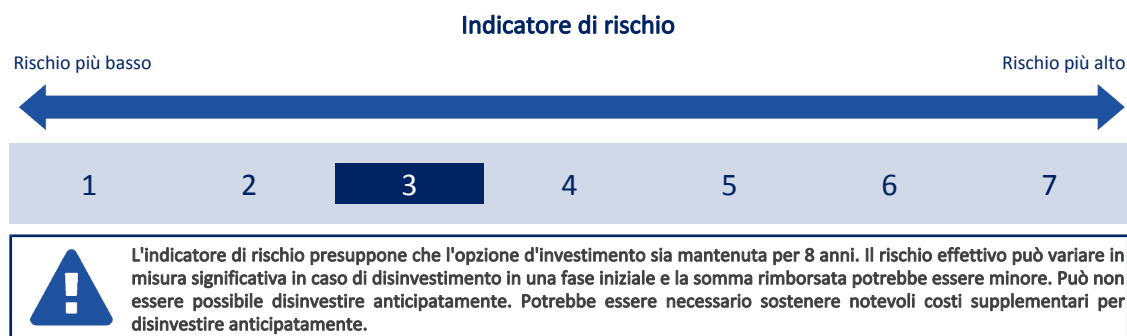 Indicatore di rischio
Rischio più basso
Rischio più alto
1 2 3 4 5 6 7
L'indicatore di rischio presuppone che l'opzione d'investimento sia mantenuta per 8 anni. Il rischio effettivo può variare in
misura significativa in caso di disinvestimento in una fase iniziale e la somma rimborsata potrebbe essere minore. Può non
essere possibile disinvestire anticipatamente. Potrebbe essere necessario sostenere notevoli costi supplementari per
disinvestire anticipatamente.